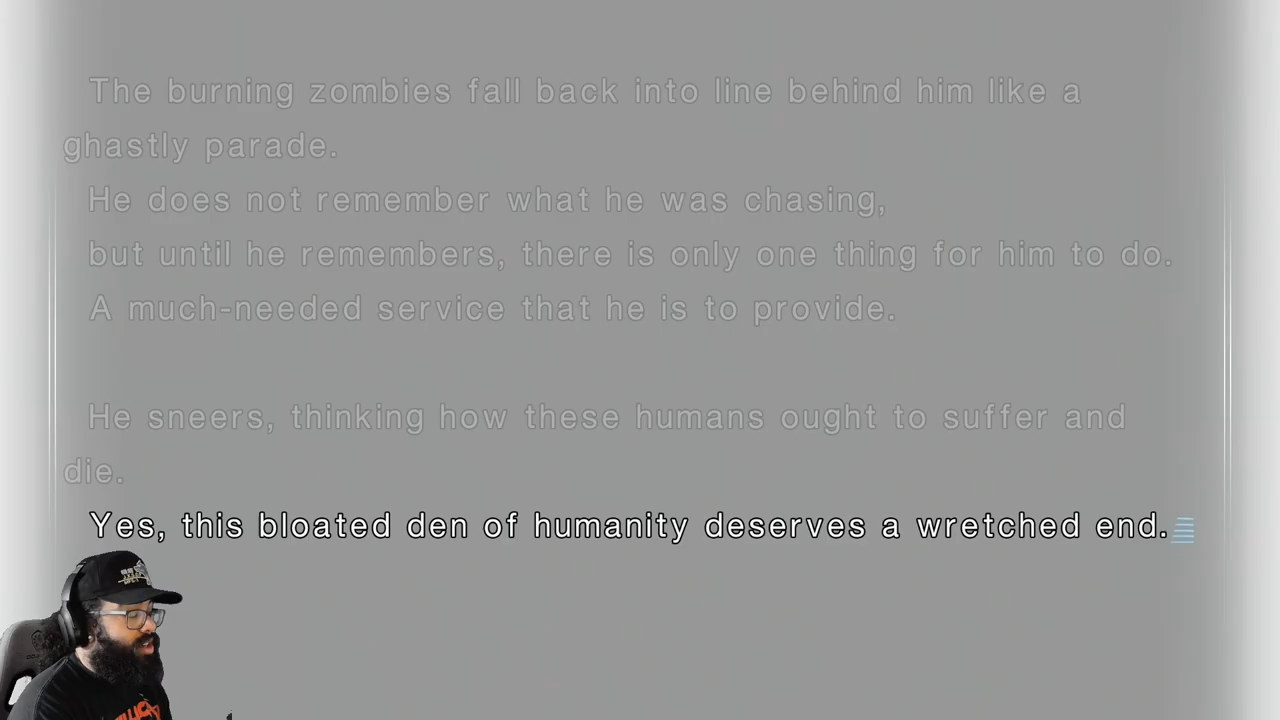 The burning zombies fall back into line behind him like a
ghastly parade.
He does not remember what he was chasing,
but until he remembers, there is only one thing for him to do.
A much-needed service that he is to provide.
He sneers, thinking how these humans ought to suffer and
die.
Yes, this bloated den of humanity deserves a wretched end.